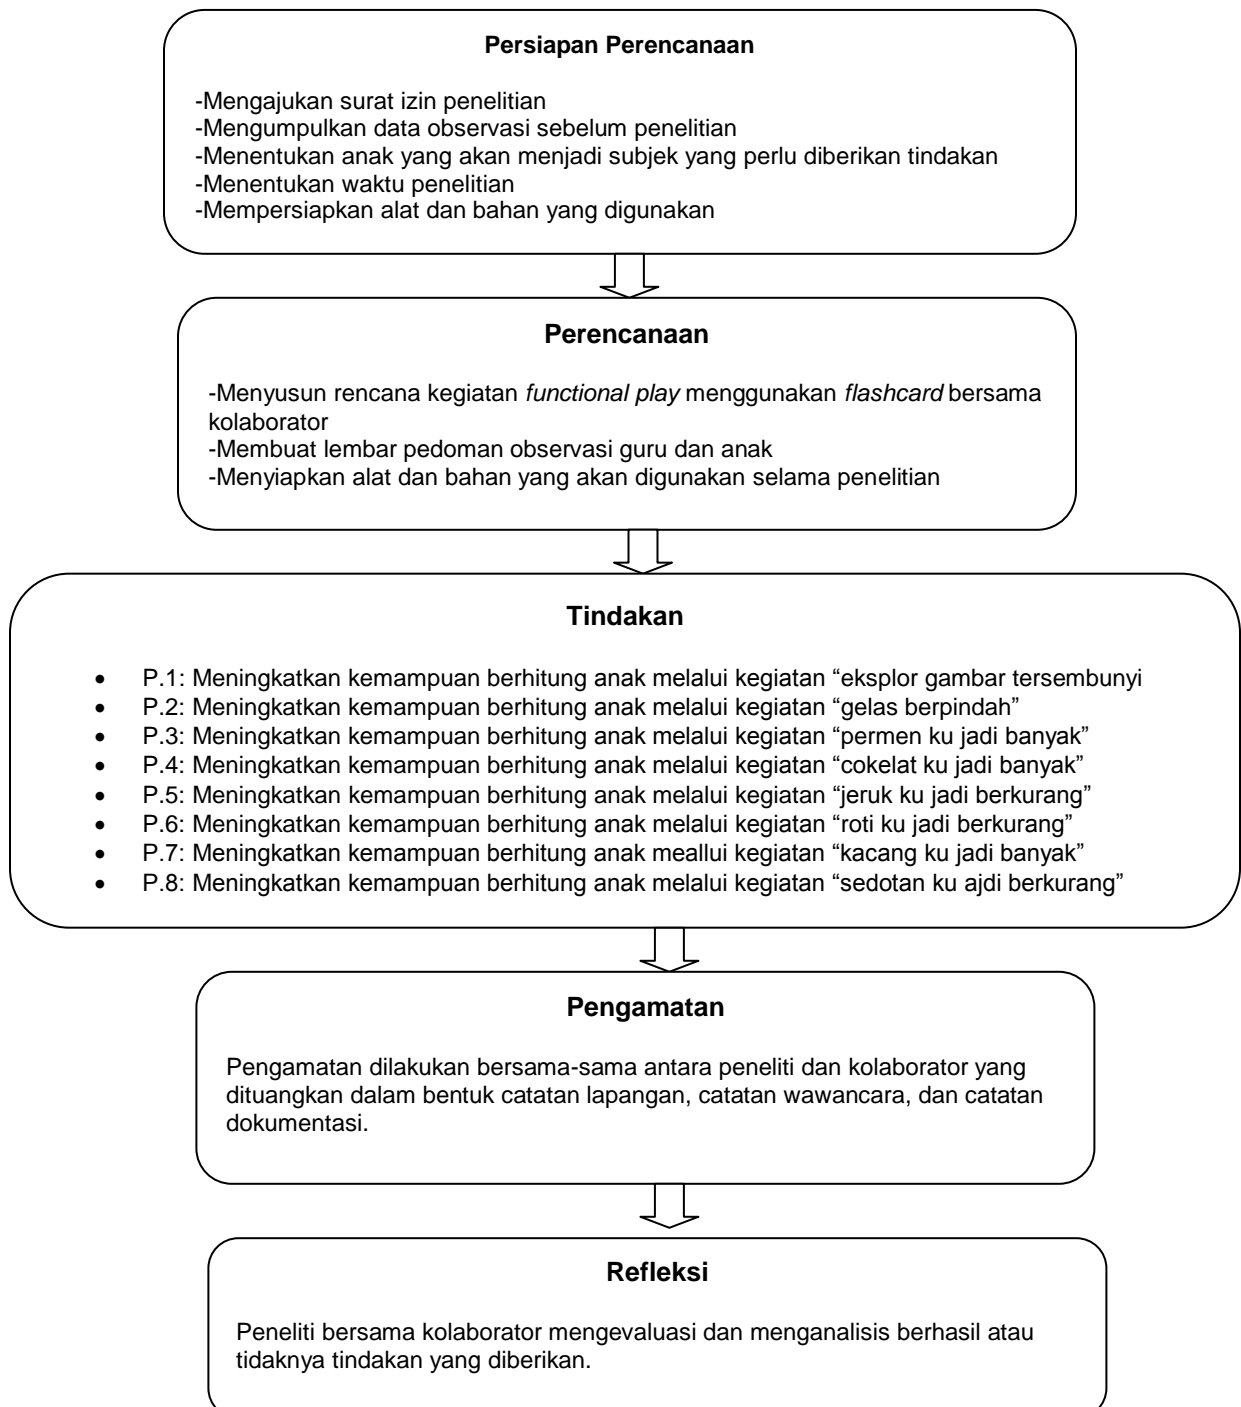 Persiapan Perencanaan
-Mengajukan surat izin penelitian
-Mengumpulkan data observasi sebelum penelitian
-Menentukan anak yang akan menjadi subjek yang perlu diberikan tindakan
-Menentukan waktu penelitian
-Mempersiapkan alat dan bahan yang digunakan
Perencanaan
-Menyusun rencana kegiatan functional play menggunakan flashcard bersama
kolaborator
-Membuat lembar pedoman observasi guru dan anak
-Menyiapkan alat dan bahan yang akan digunakan selama penelitian
Tindakan
• P.1: Meningkatkan kemampuan berhitung anak melalui kegiatan “eksplor gambar tersembunyi
• P.2: Meningkatkan kemampuan berhitung anak melalui kegiatan “gelas berpindah”
• P.3: Meningkatkan kemampuan berhitung anak melalui kegiatan “permen ku jadi banyak”
• P.4: Meningkatkan kemampuan berhitung anak melalui kegiatan “cokelat ku jadi banyak”
• P.5: Meningkatkan kemampuan berhitung anak melalui kegiatan “jeruk ku jadi berkurang”
• P.6: Meningkatkan kemampuan berhitung anak melalui kegiatan “roti ku jadi berkurang”
• P.7: Meningkatkan kemampuan berhitung anak meallui kegiatan “kacang ku jadi banyak”
• P.8: Meningkatkan kemampuan berhitung anak melalui kegiatan “sedotan ku ajdi berkurang”
Pengamatan
Pengamatan dilakukan bersama-sama antara peneliti dan kolaborator yang
dituangkan dalam bentuk catatan lapangan, catatan wawancara, dan catatan
dokumentasi.
Refleksi
Peneliti bersama kolaborator mengevaluasi dan menganalisis berhasil atau
tidaknya tindakan yang diberikan.